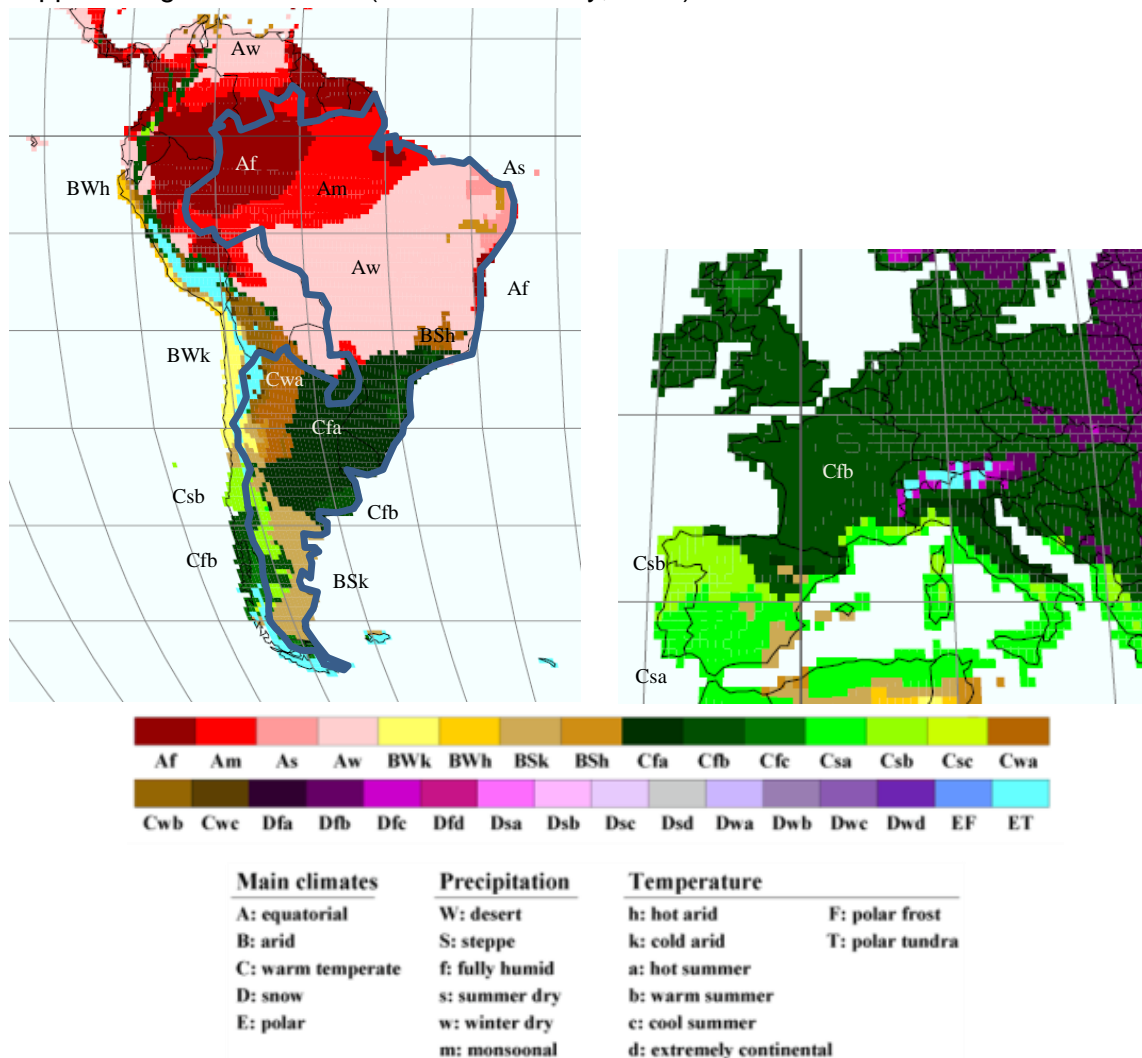 Aw
As
Af
BWh
Am
Aw
Af
BSh
BWk
Cwa
Cfa
Csb
Cfb
Cfb
BSk
Cfb
Csb
Csa
Af Am As Aw BWk BWh BSk BSh Cfa Cfb Cfc Csa Csb Csc Cwa
Cwb Cwc Dfa Dfb Dfc Dfd Dsa Dsb Dsc Dsd Dwa Dwb Dwc Dwd EF ET
Main climates
A: equatorial
B: arid
C: warm temperate
D: snow
E: polar
Precipitation
W: desert
S: steppe
f: fully humid
s: summer dry
w: winter dry
m: monsoonal
Temperature
h: hot arid
k: cold arid
a: hot summer
b: warm summer
c: cool summer
d: extremely continental
F: polar frost
T: polar tundra